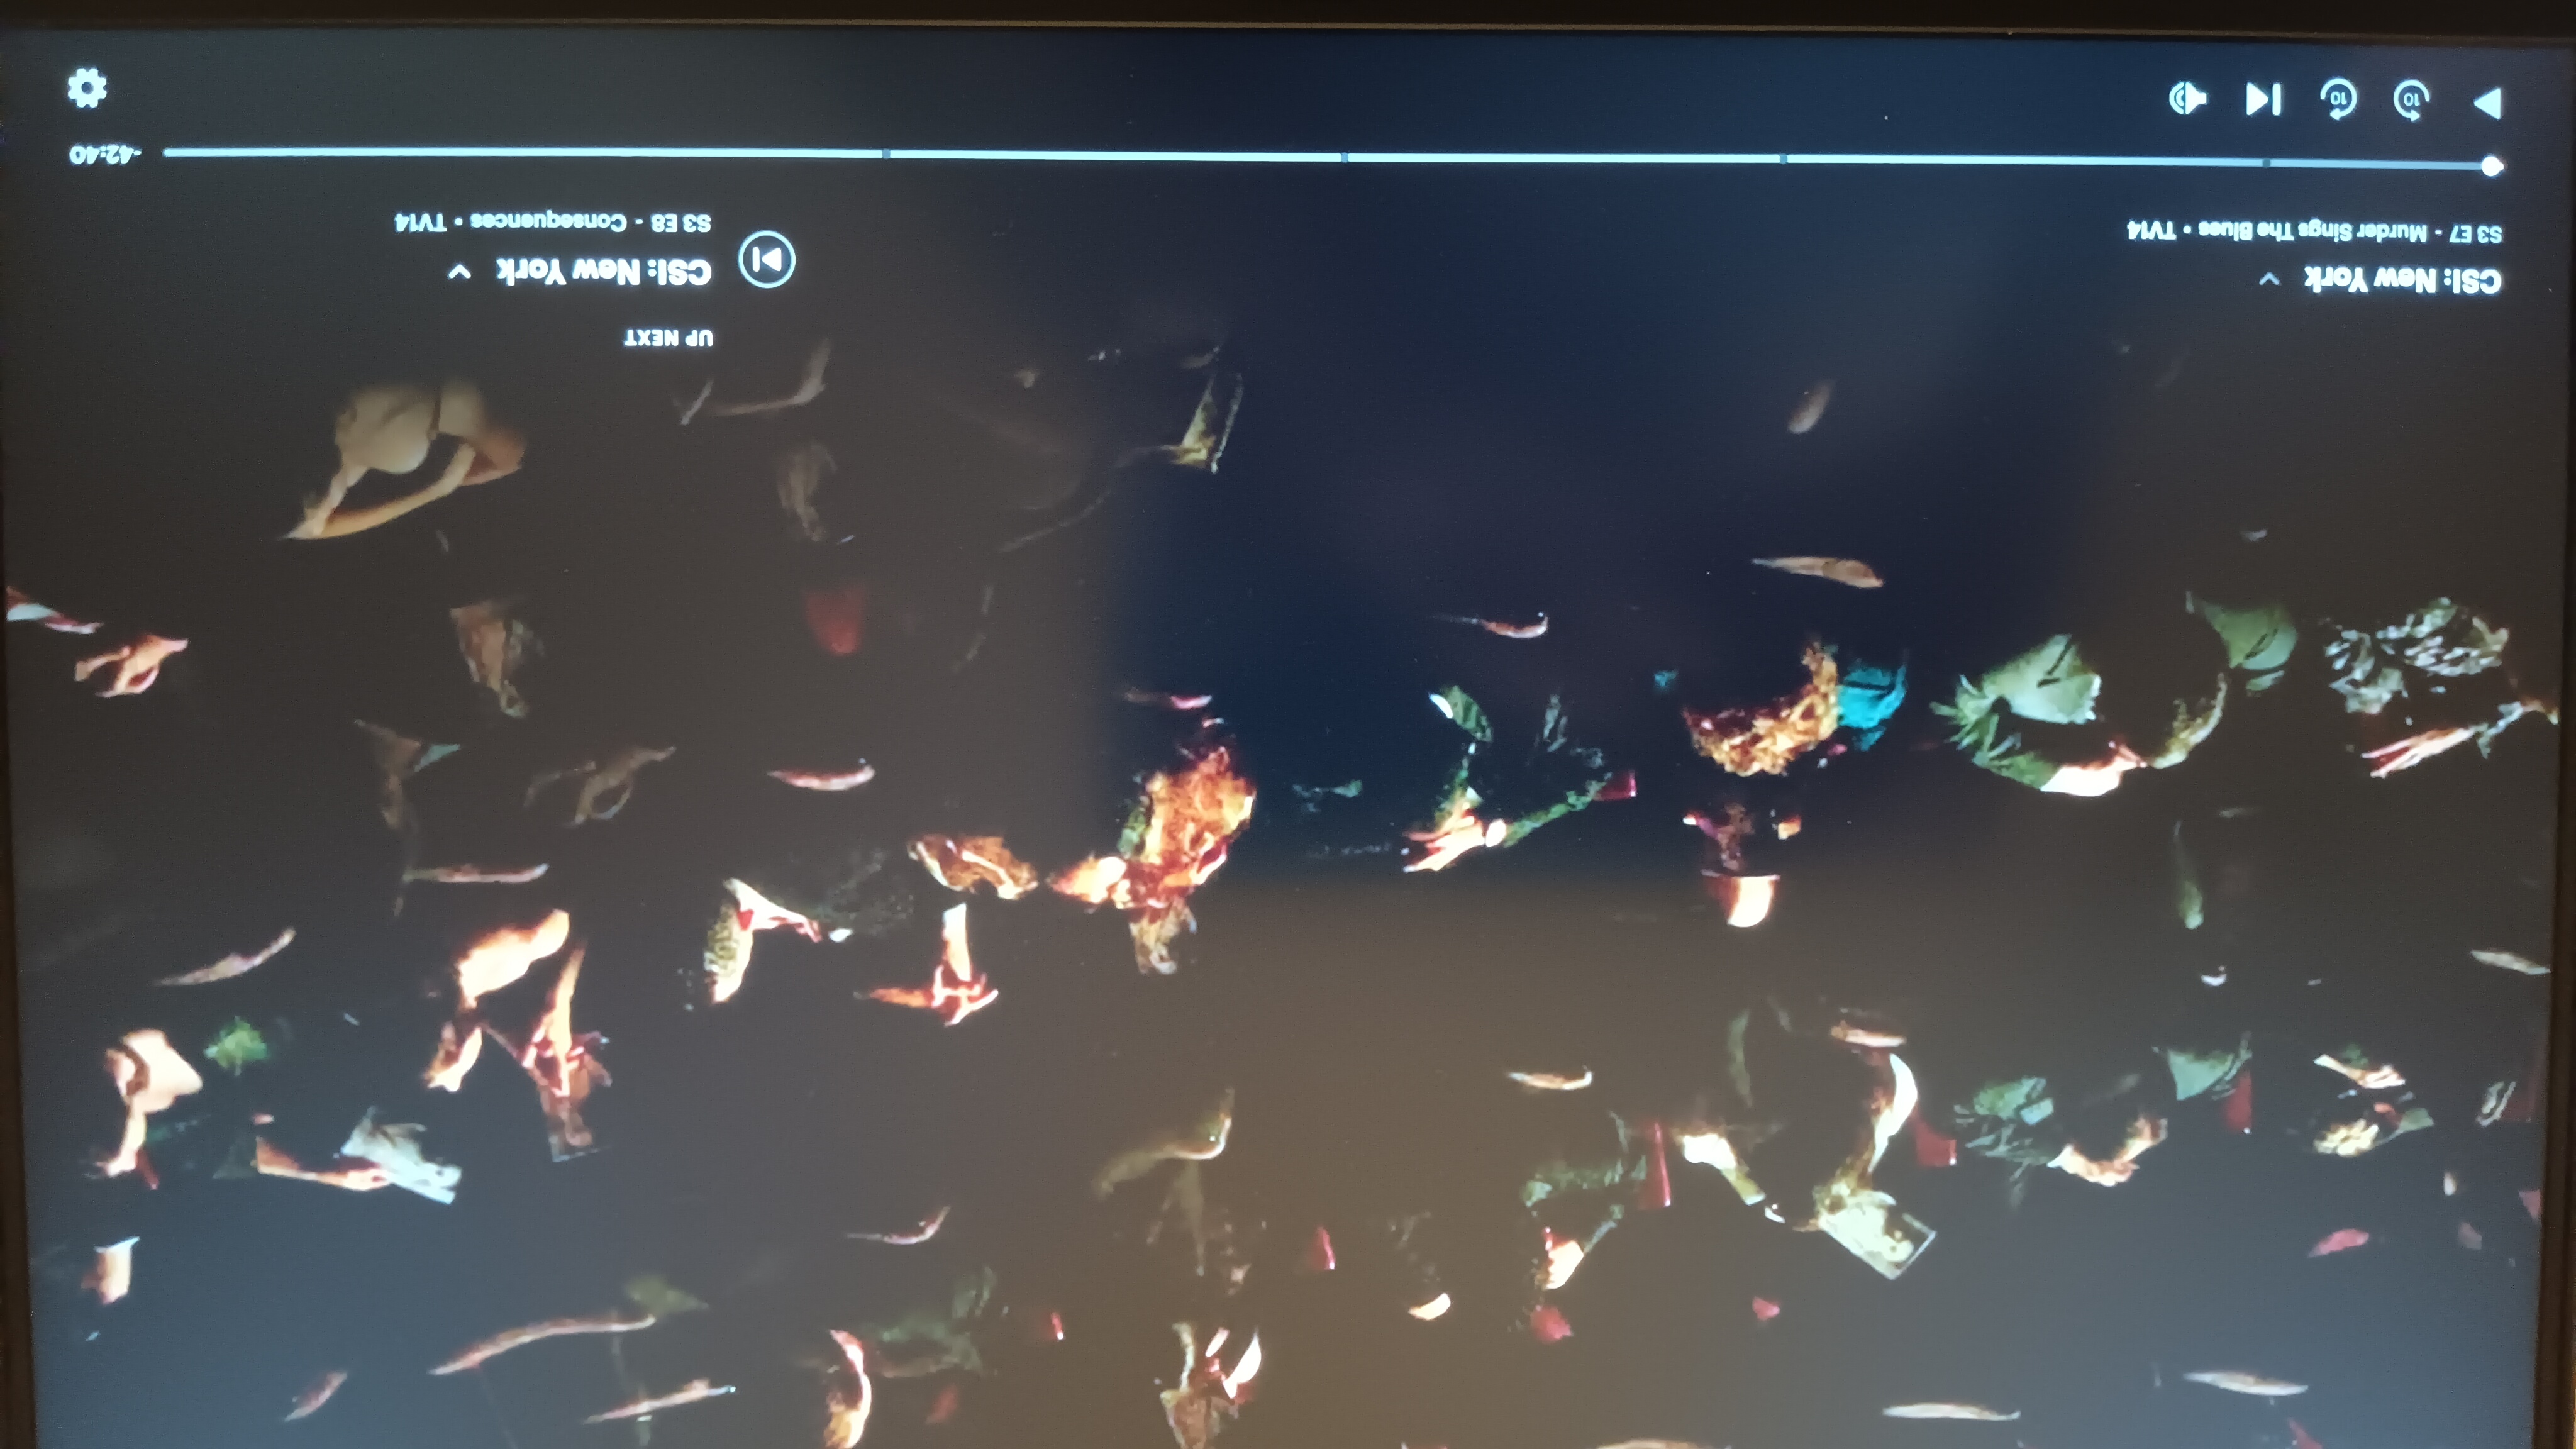 UP NEXT
CSI: New York
S3 E7 - Murder Sings The Blues • TV14
CSI: New York
S3 E8 - Consequences • TV14
-42:40
10
10